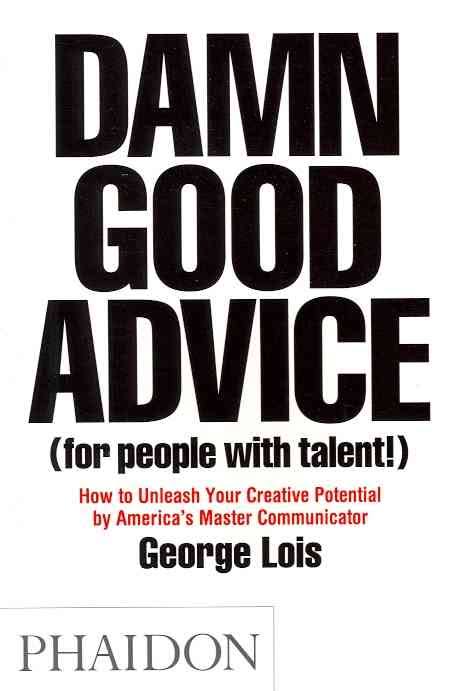 DAMN
GOOD
ADVICE
(for people with talent!)
How to Unleash Your Creative Potential
by America's Master Communicator
George Lois
PHAIDON